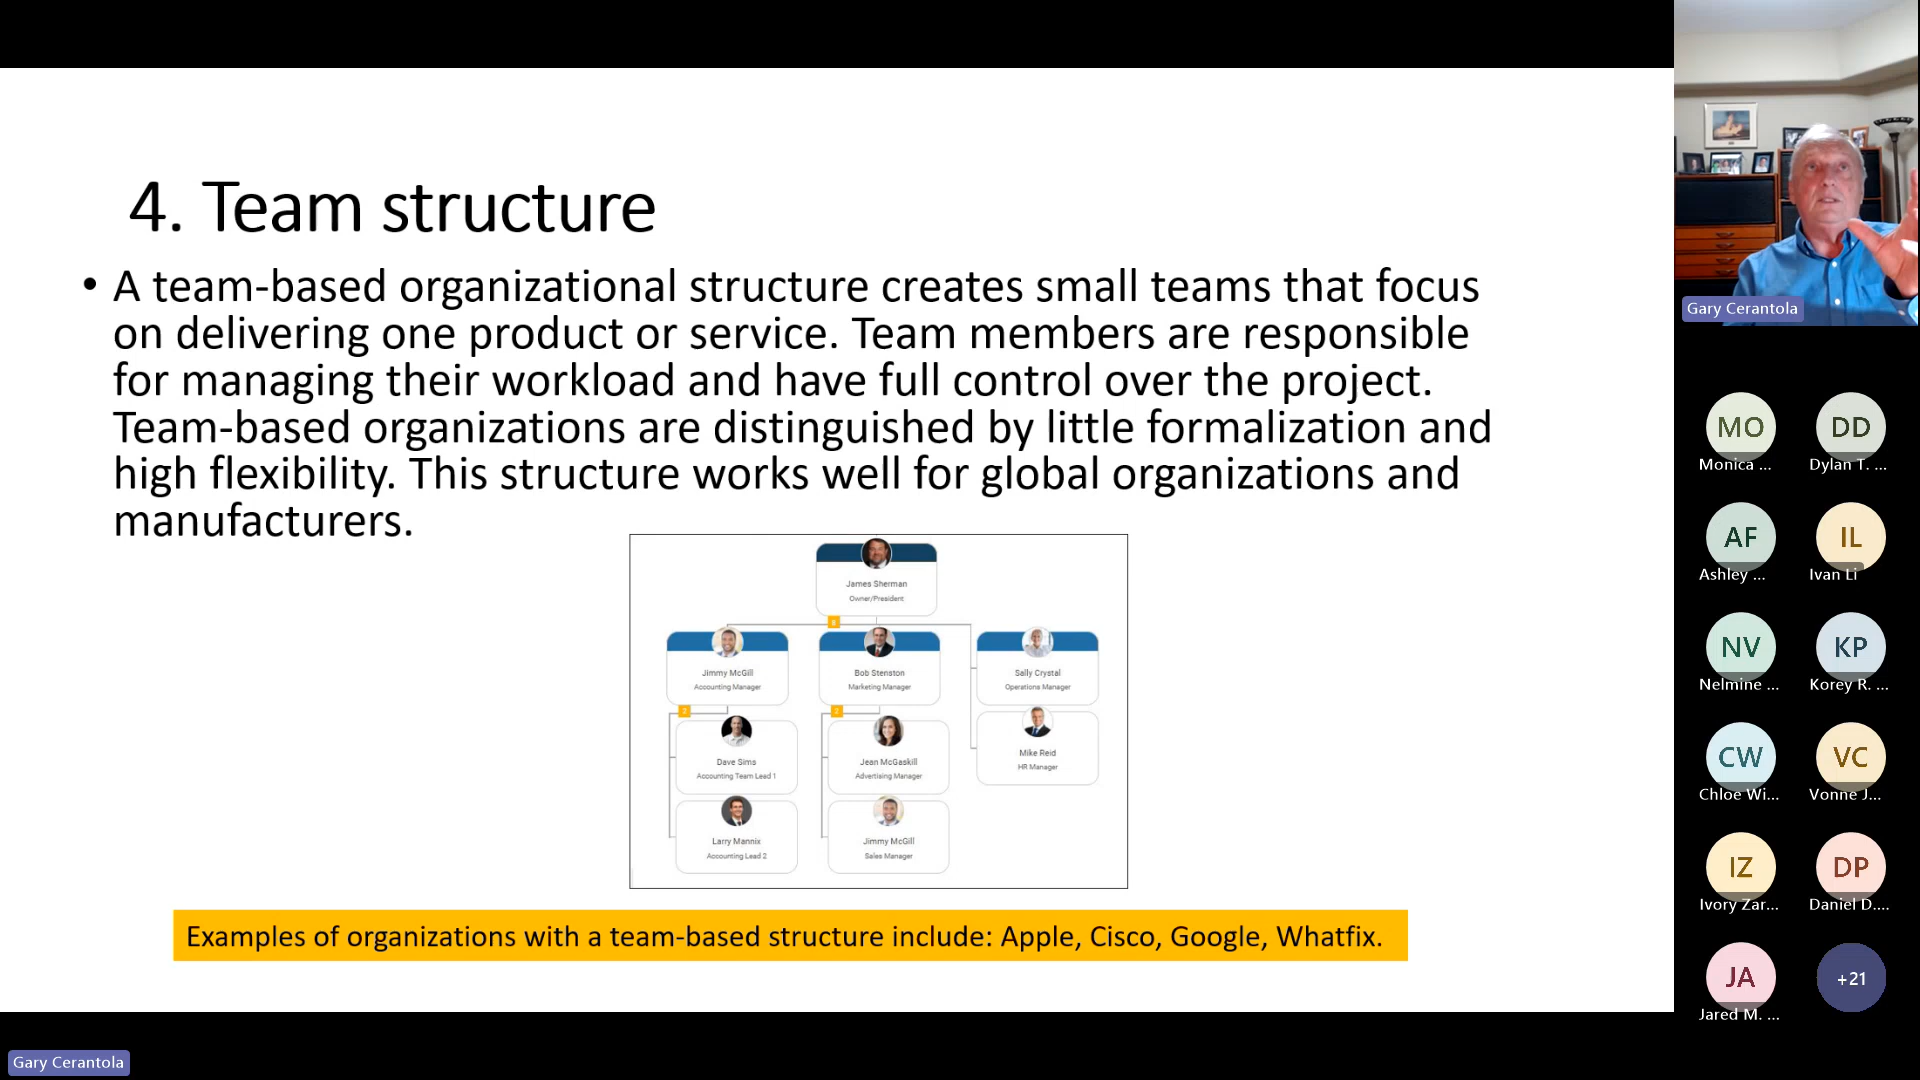 4. Team structure
• A team-based organizational structure creates small teams that focus
on delivering one product or service. Team members are responsible
for managing their workload and have full control over the project.
Team-based organizations are distinguished by little formalization and
high flexibility. This structure works well for global organizations and
manufacturers.
James Sherman
Owner/President
8
Jimmy McGill
Accounting Manager
Bob Stenston
Marketing Manager
Sally Crystal
Operations Manager
2
2
Dave Sims
Accounting Team Lead 1
Jean McGaskill
Advertising Manager
Mike Reid
HR Manager
Larry Mannix
Accounting Lead 2
Jimmy McGill
Sales Manager
Examples of organizations with a team-based structure include: Apple, Cisco, Google, Whatfix.
Gary Cerantola
Gary Cerantola
MO
Monica ...
DD
Dylan T. ...
AF
Ashley ...
IL
Ivan Li
NV
Nelmine ...
KP
Korey R. ...
CW
Chloe Wi...
VC
Vonne J...
IZ
Ivory Zar...
DP
Daniel D....
JA
Jared M. ...
+21